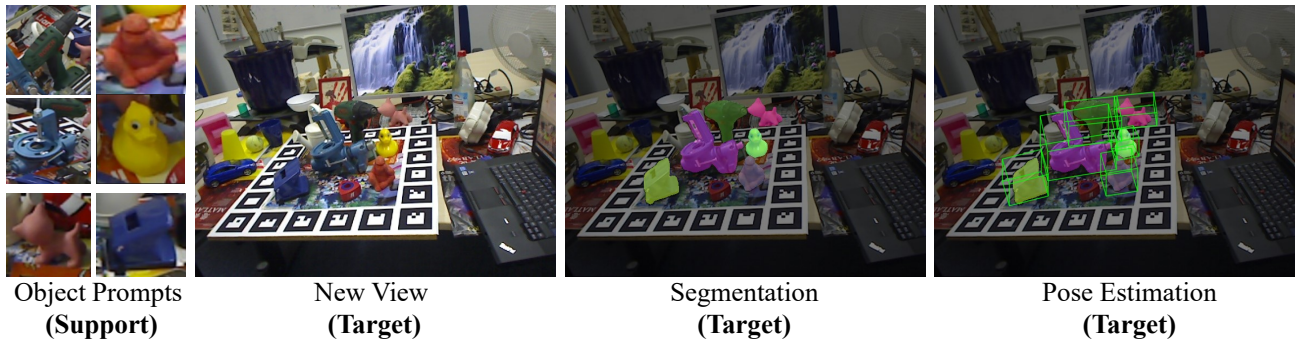 Object Prompts
(Support)
New View
(Target)
Segmentation
(Target)
Pose Estimation
(Target)